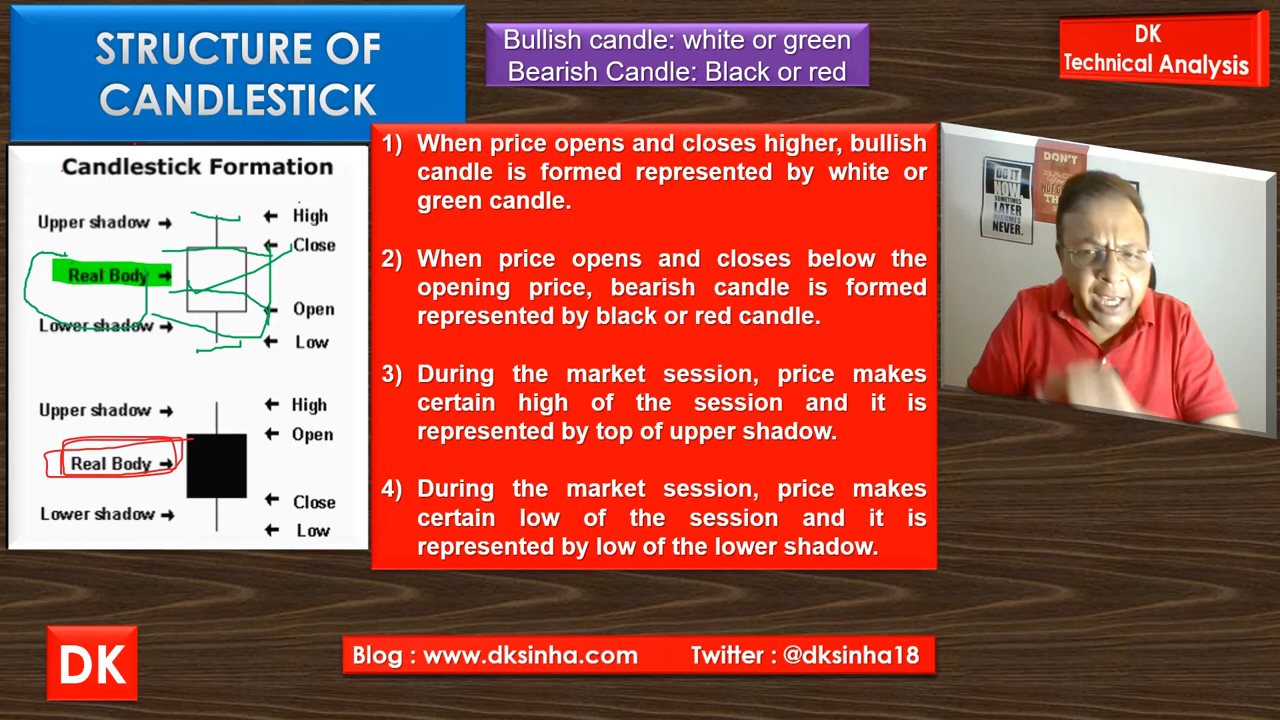 STRUCTURE OF
CANDLESTICK
Bullish candle: white or green
Bearish Candle: Black or red
DK
Technical Analysis
Candlestick Formation
Upper shadow
High
Close
Real Body
Open
Lower shadow
Low
Upper shadow
High
Open
Real Body
Close
Lower shadow
Low
1) When price opens and closes higher, bullish
candle is formed represented by white or
green candle.
2) When price opens and closes below the
opening price, bearish candle is formed
represented by black or red candle.
3) During the market session, price makes
certain high of the session and it is
represented by top of upper shadow.
4) During the market session, price makes
certain low of the session and it is
represented by low of the lower shadow.
DO IT
NOW
SOMETIMES
LATER
BECOMES
NEVER.
DON'T
DK
Blog : www.dksinha.com Twitter : @dksinha18